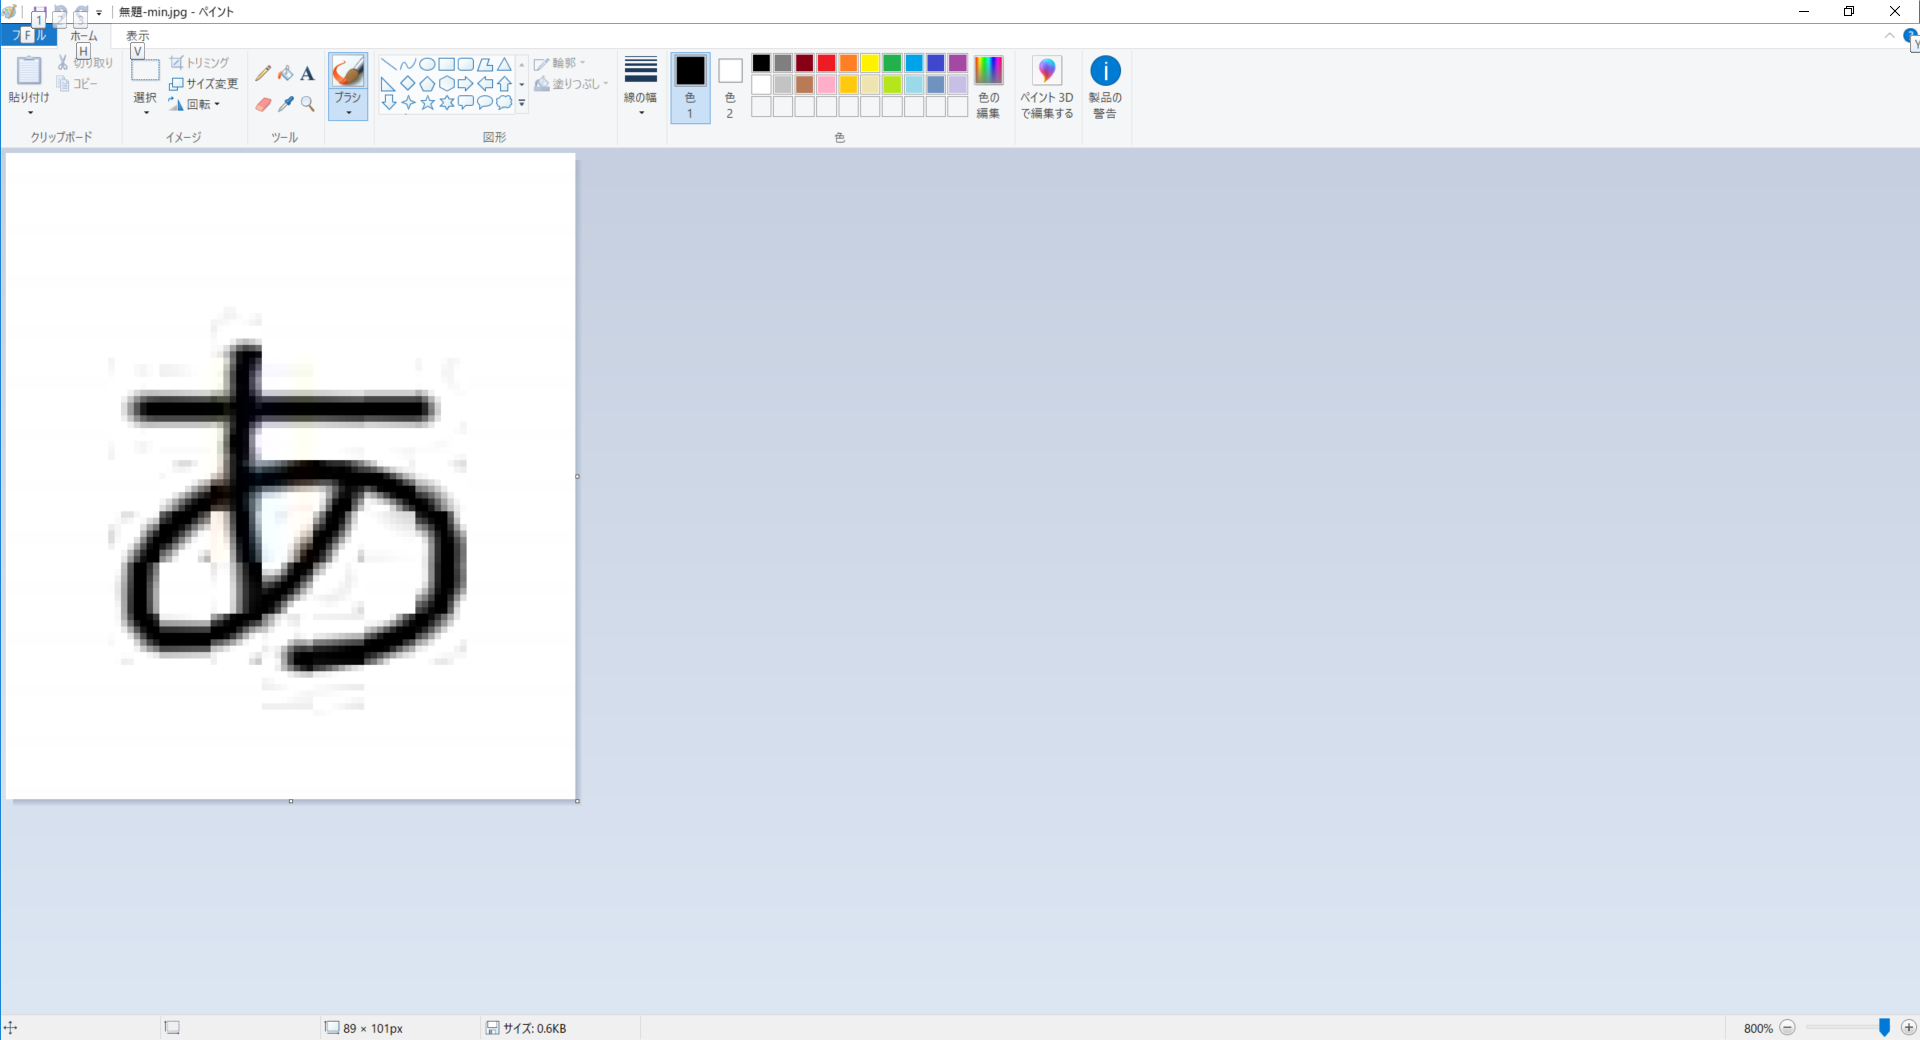 1 2 3 無題-min.jpg - ペイント
F ル ホーム 表示
H V Y
貼り付け 切り取り コピー クリップボード
選択 トリミング サイズ変更 回転 イメージ
A ツール
ブラシ
輪郭 塗りつぶし 図形
線の幅
色 1 色 2 色の編集 色
ペイント 3D で編集する
製品の警告
あ
89 × 101px サイズ: 0.6KB 800%